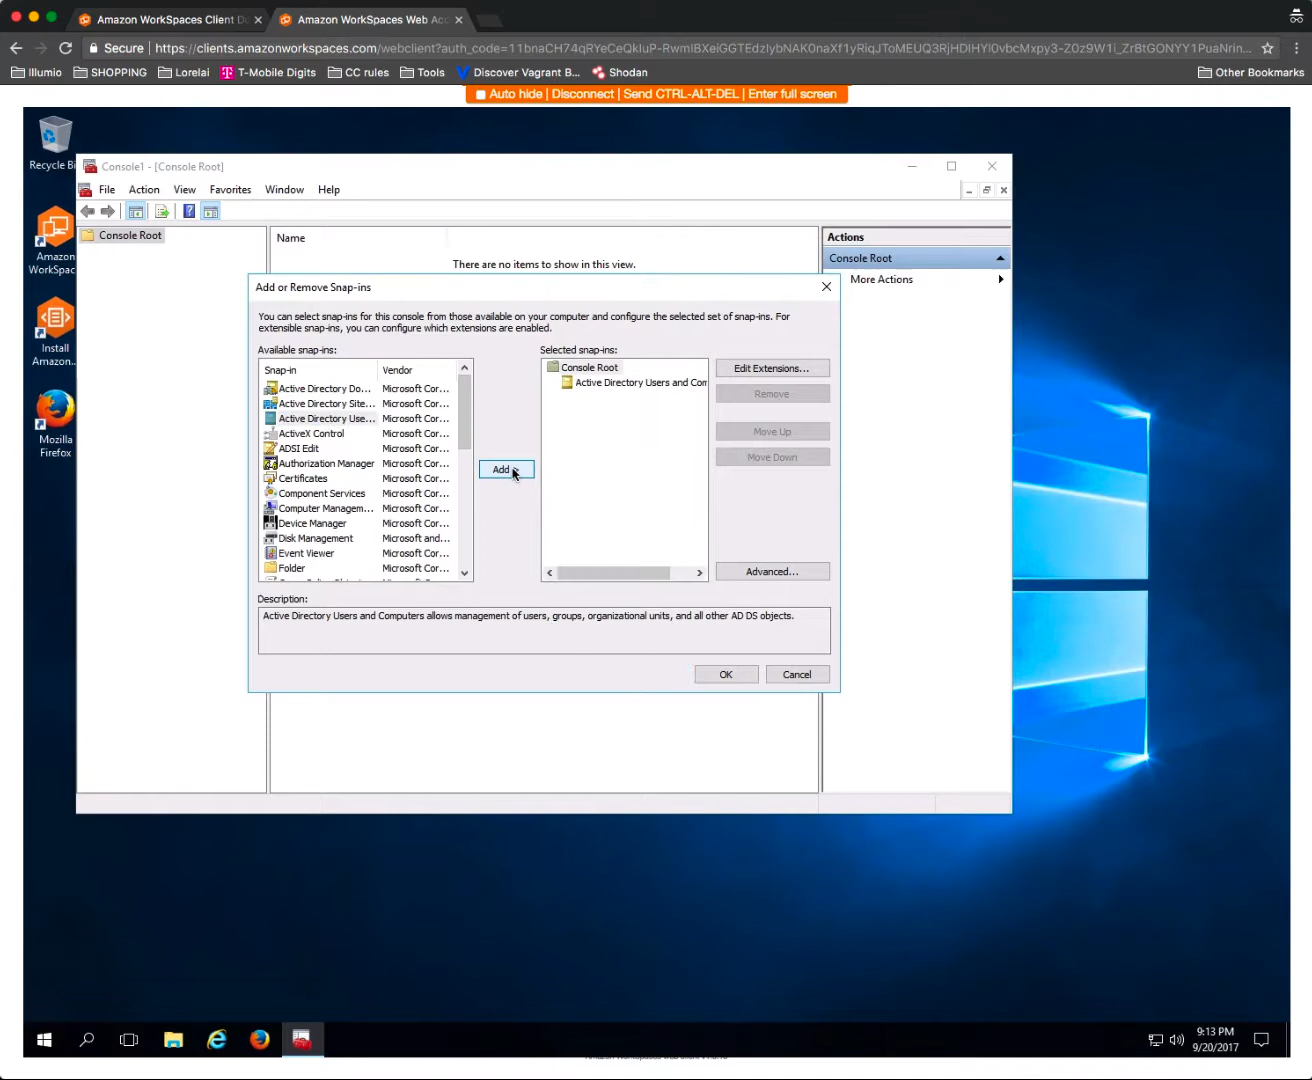 Amazon WorkSpaces Client Do
Amazon WorkSpaces Web Acc
Secure
https://clients.amazonworkspaces.com/webclient?
Illumio
SHOPPING
Lorelai
T-Mobile Digits
CC rules
Tools
Discover Vagrant B...
Shodan
Other Bookmarks
Auto hide | Disconnect | Send CTRL-ALT-DEL | Enter full screen
Recycle Bi
Amazon
WorkSpac
Install
Amazon...
Mozilla
Firefox
Console1 - [Console Root]
File Action View Favorites Window Help
Console Root
Name
There are no items to show in this view.
Actions
Console Root
More Actions
Add or Remove Snap-ins
You can select snap-ins for this console from those available on your computer and configure the selected set of snap-ins. For
extensible snap-ins, you can configure which extensions are enabled.
Available snap-ins:
Snap-in Vendor
Active Directory Do... Microsoft Cor...
Active Directory Site... Microsoft Cor...
Active Directory Use... Microsoft Cor...
ActiveX Control Microsoft Cor...
ADSI Edit Microsoft Cor...
Authorization Manager Microsoft Cor...
Certificates Microsoft Cor...
Component Services Microsoft Cor...
Computer Managem... Microsoft Cor...
Device Manager Microsoft Cor...
Disk Management Microsoft and...
Event Viewer Microsoft Cor...
Folder Microsoft Cor...
Add >
Selected snap-ins:
Console Root
Active Directory Users and Com
Edit Extensions...
Remove
Move Up
Move Down
Advanced...
Description:
Active Directory Users and Computers allows management of users, groups, organizational units, and all other AD DS objects.
OK
Cancel
9:13 PM
9/20/2017